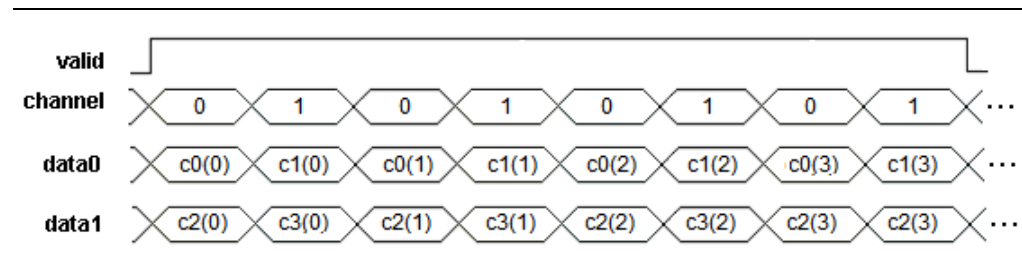 valid
channel 0 1 0 1 0 1 0 1 ...
data0 c0(0) c1(0) c0(1) c1(1) c0(2) c1(2) c0(3) c1(3) ...
data1 c2(0) c3(0) c2(1) c3(1) c2(2) c3(2) c2(3) c2(3) ...